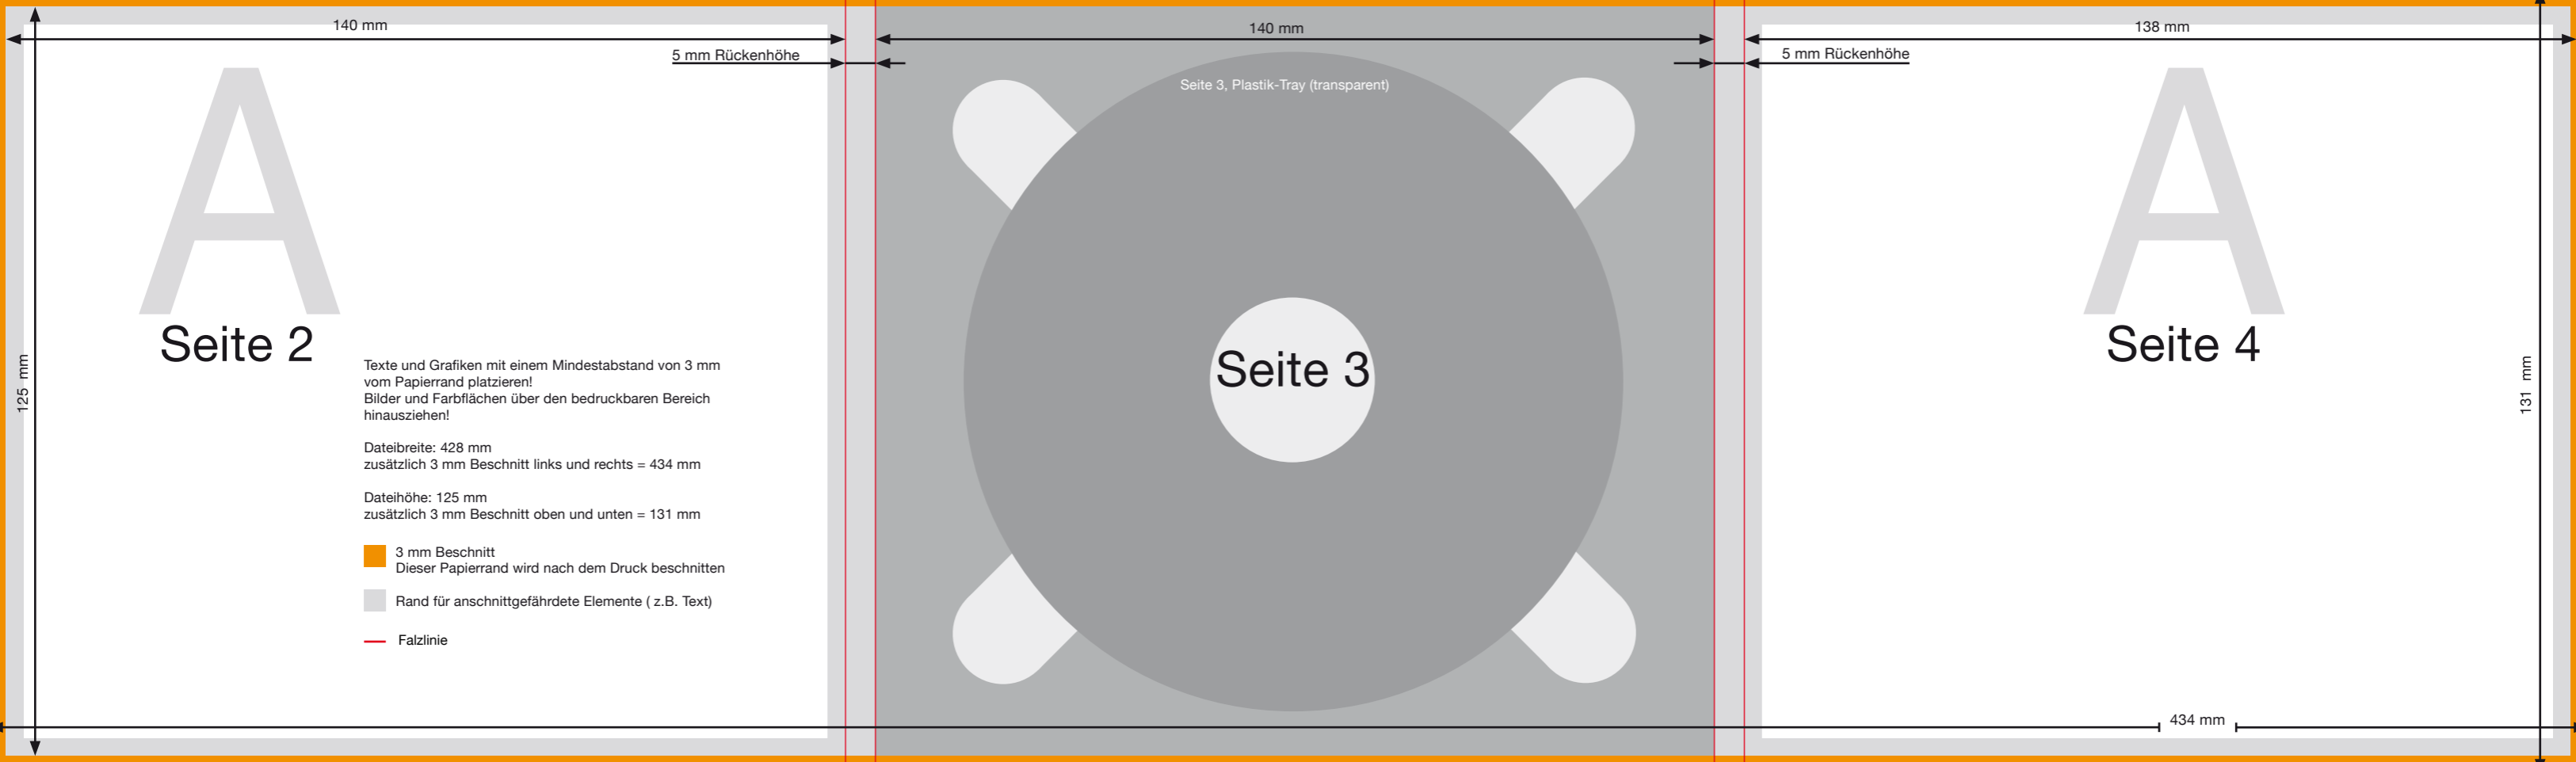 140 mm
5 mm Rückenhöhe
A
Seite 2
125 mm
Texte und Grafiken mit einem Mindestabstand von 3 mm
vom Papierrand platzieren!
Bilder und Farbflächen über den bedruckbaren Bereich
hinausziehen!
Dateibreite: 428 mm
zusätzlich 3 mm Beschnitt links und rechts = 434 mm
Dateihöhe: 125 mm
zusätzlich 3 mm Beschnitt oben und unten = 131 mm
3 mm Beschnitt
Dieser Papierrand wird nach dem Druck beschnitten
Rand für anschnittgefährdete Elemente ( z.B. Text)
Falzlinie
140 mm
Seite 3, Plastik-Tray (transparent)
Seite 3
138 mm
5 mm Rückenhöhe
A
Seite 4
131 mm
434 mm